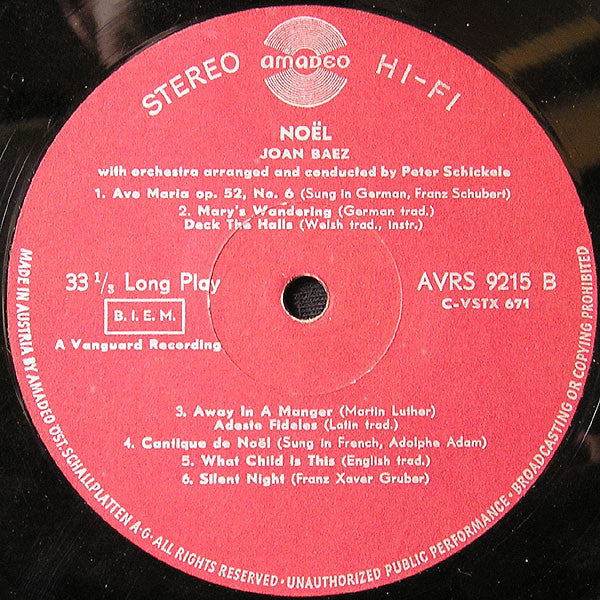 STEREO amadeo HI-FI
NOËL
JOAN BAEZ
with orchestra arranged and conducted by Peter Schickele
1. Ave Maria op. 52, No. 6 (Sung in German, Franz Schubert)
2. Mary's Wandering (German trad.)
Deck The Halls (Welsh trad., instr.)
33 1/3 Long Play
AVRS 9215 B
C-VSTX 671
B. I. E. M.
A Vanguard Recording
3. Away In A Manger (Martin Luther)
Adeste Fideles (Latin trad.)
4. Cantique de Noël (Sung in French, Adolphe Adam)
5. What Child Is This (English trad.)
6. Silent Night (Franz Xaver Gruber)
MADE IN AUSTRIA BY AMADEO ÖST. SCHALLPLATTEN A·G· ALL RIGHTS RESERVED · UNAUTHORIZED PUBLIC PERFORMANCE · BROADCASTING OR COPYING PROHIBITED